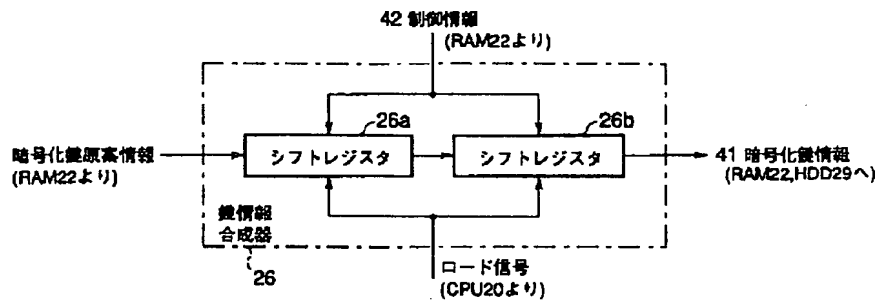 42 制御情報
(RAM22より)
26a
26b
暗号化鍵原案情報
(RAM22より)
シフトレジスタ
シフトレジスタ
41 暗号化鍵情報
(RAM22,HDD29へ)
鍵情報
合成器
26
ロード信号
(CPU20より)